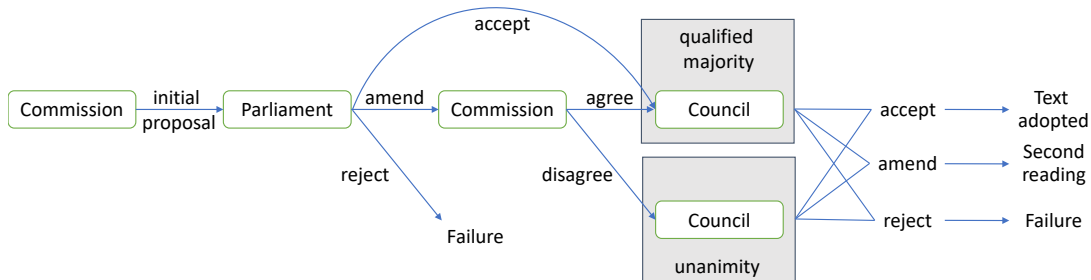 accept
qualified
majority
Commission
initial
proposal
Parliament
amend
Commission
agree
Council
accept
Text
adopted
reject
disagree
amend
Second
reading
Failure
Council
reject
Failure
unanimity